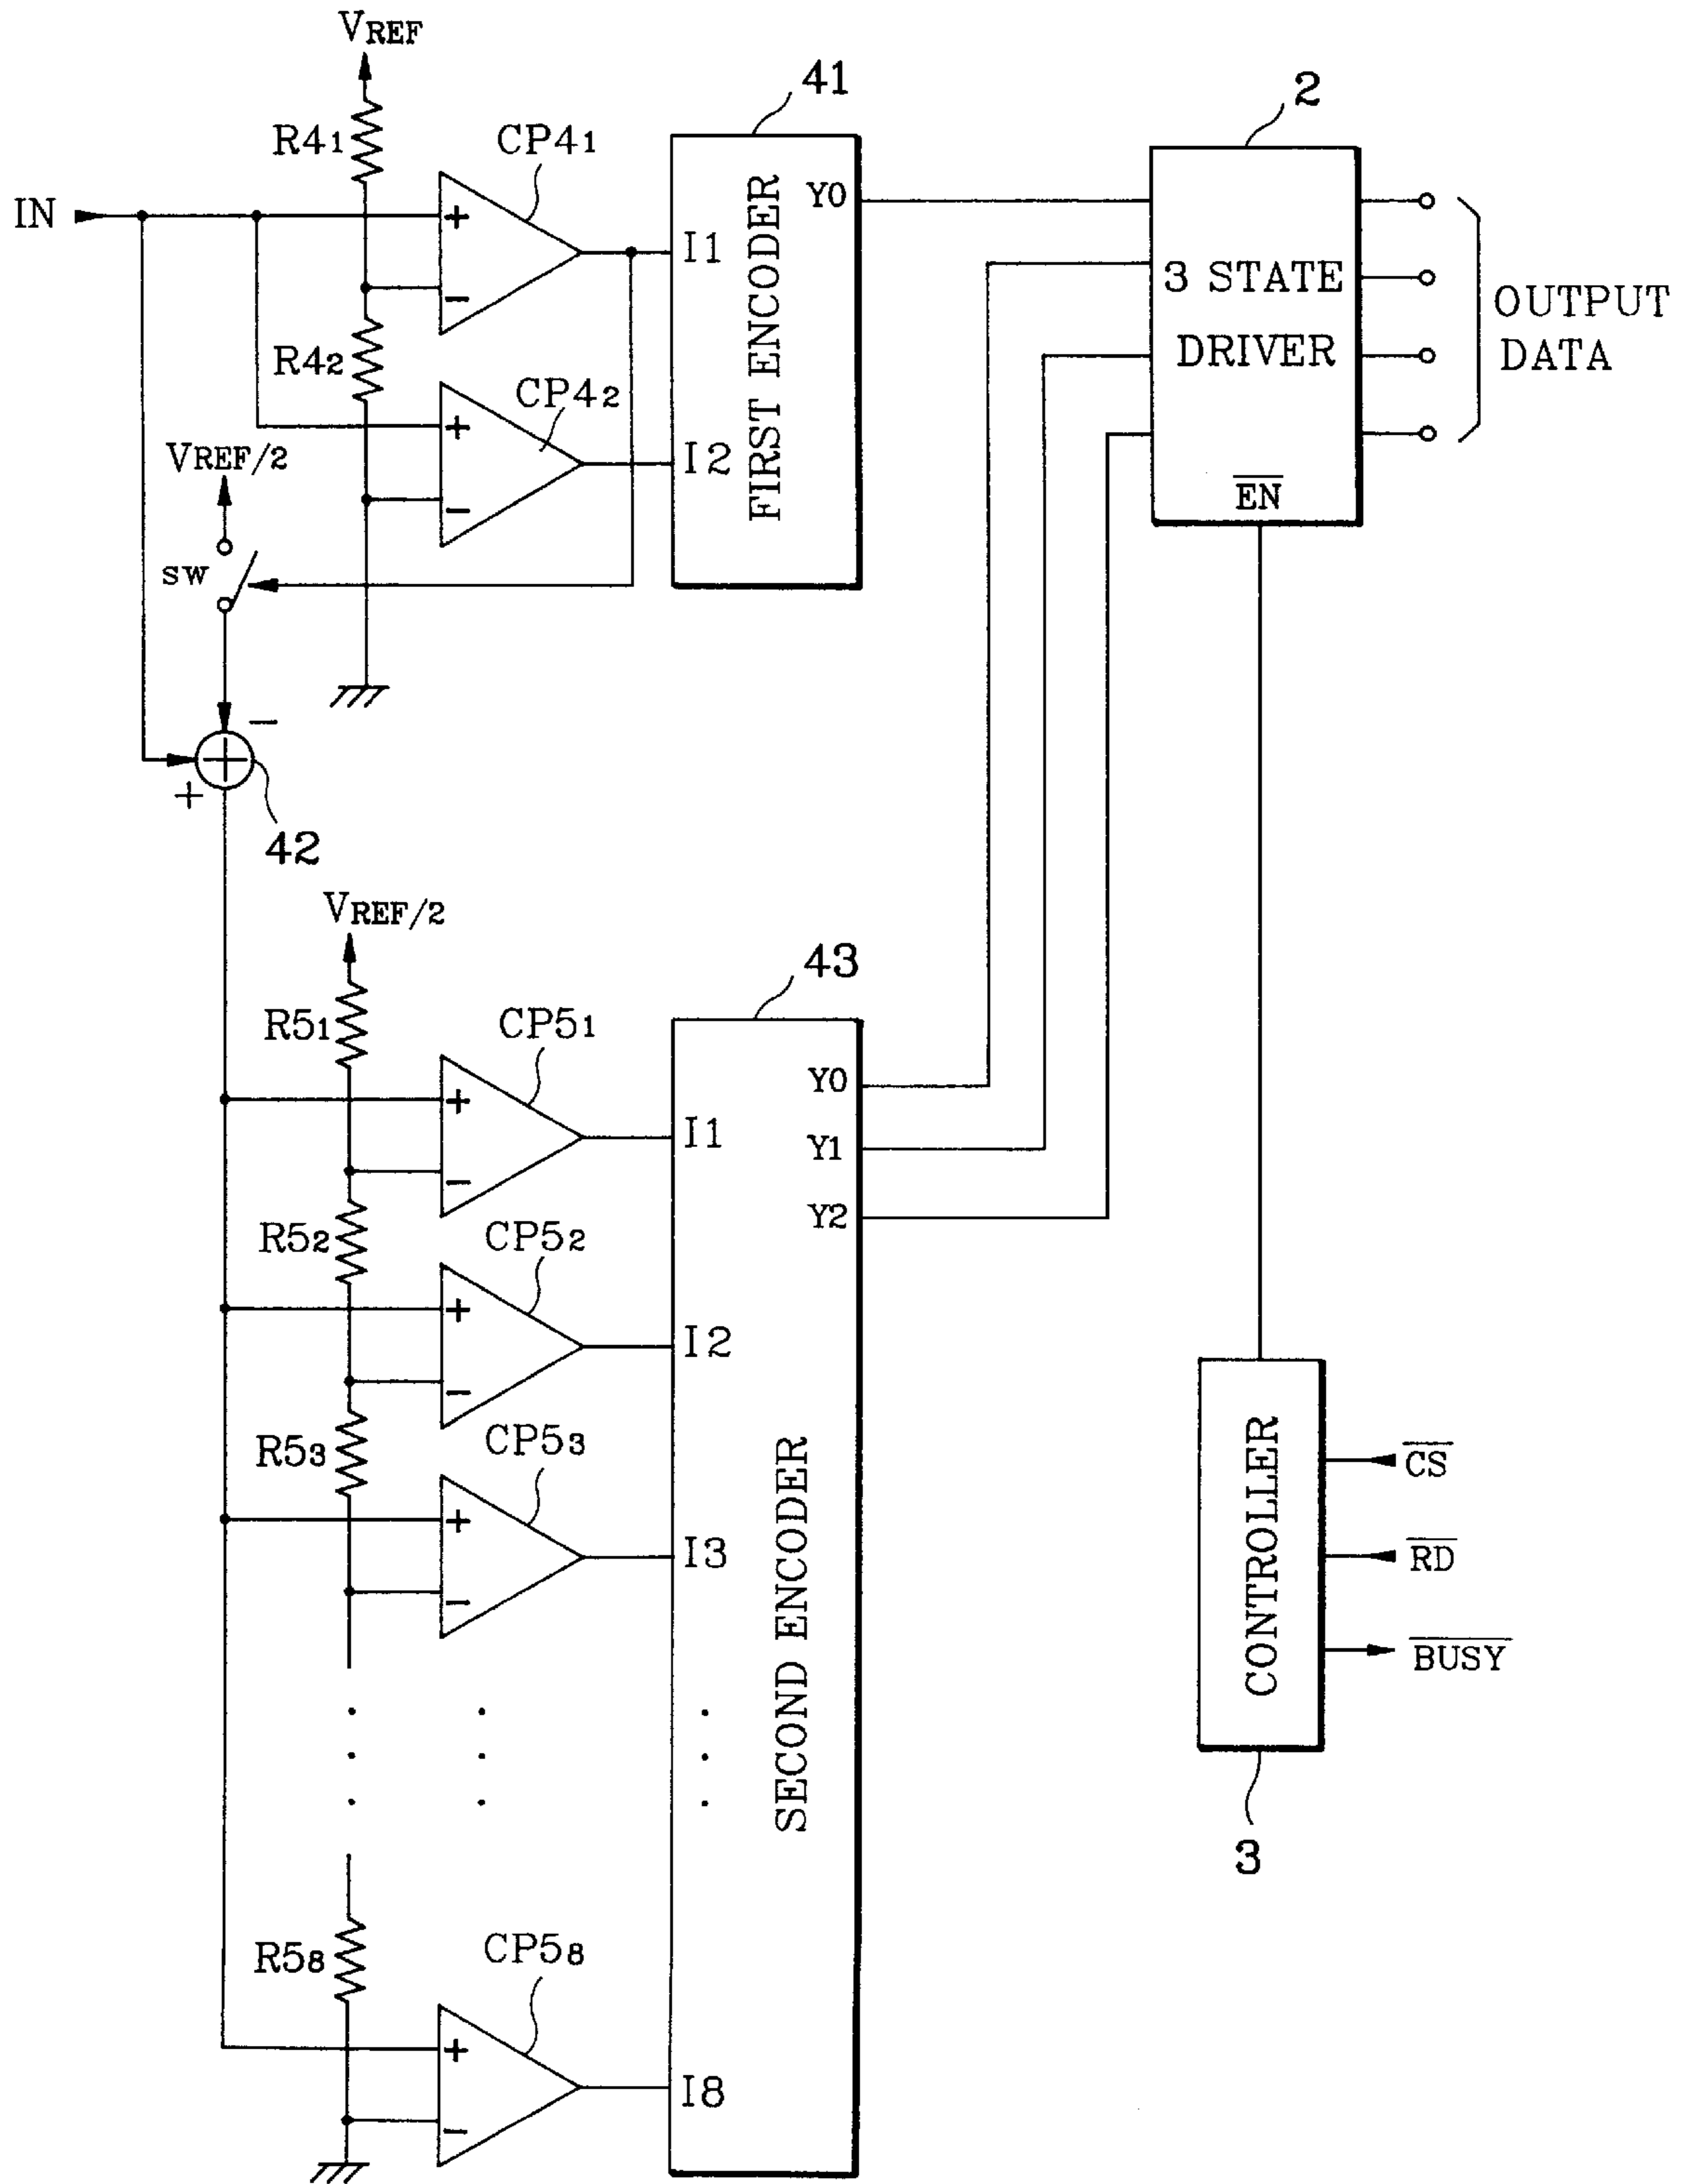 VREF
41
2
R41
CP41
Y0
IN
+
I1
FIRST ENCODER
3 STATE
DRIVER
OUTPUT
DATA
−
R42
CP42
+
VREF/2
I2
−
EN
SW
−
+
42
VREF/2
43
R51
CP51
Y0
+
I1
Y1
−
R52
CP52
Y2
+
I2
−
R53
CP53
SECOND ENCODER
CONTROLLER
CS
+
I3
RD
−
BUSY
3
R58
CP58
+
I8
−